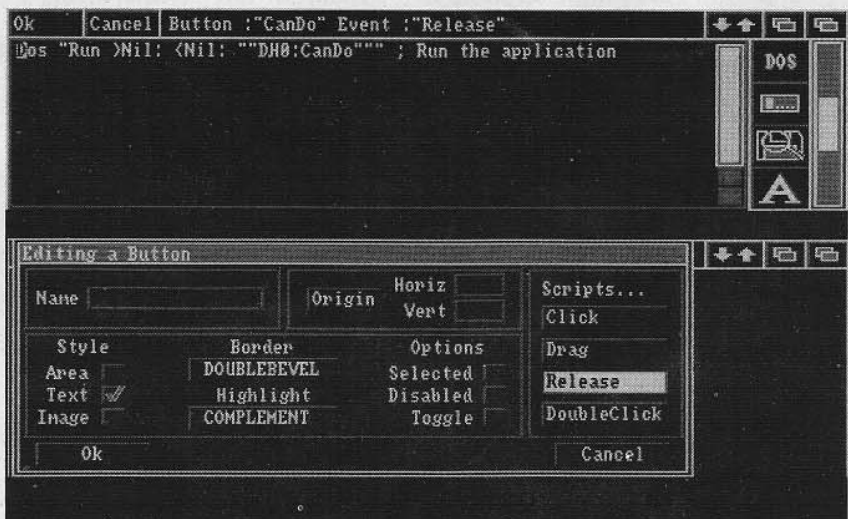 Ok Cancel Button :"CanDo" Event :"Release"
Dos "Run >Nil: <Nil: ""DH0:CanDo""" ; Run the application
DOS
A
Editing a Button
Name
Origin
Horiz
Vert
Scripts...
Click
Drag
Release
DoubleClick
Style
Area
Text
Image
Border
DOUBLEBEVEL
Highlight
COMPLEMENT
Options
Selected
Disabled
Toggle
Ok
Cancel